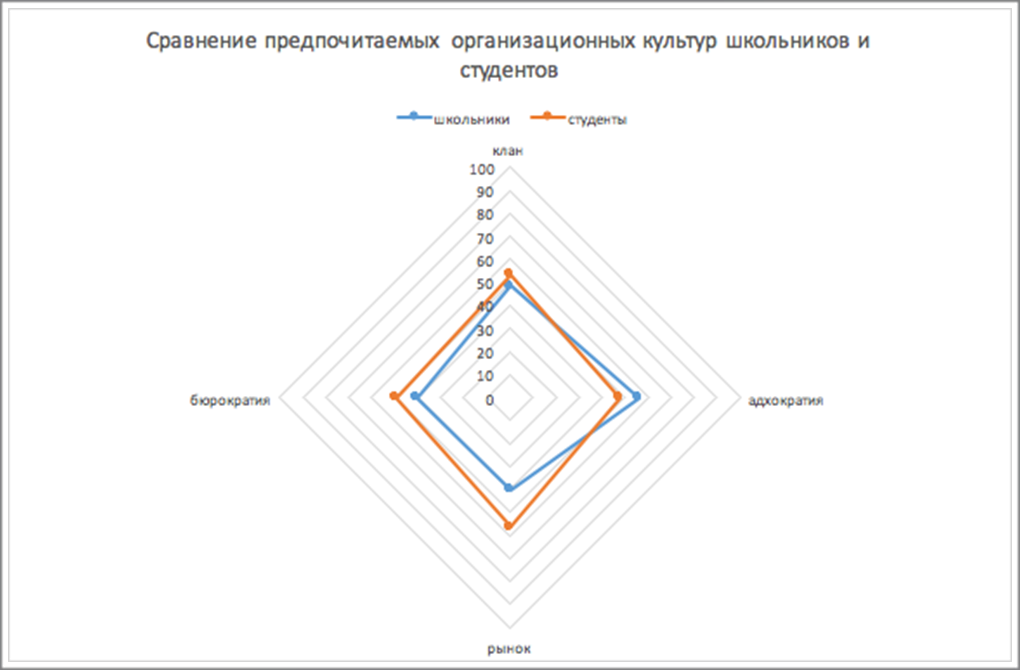 Сравнение предпочитаемых организационных культур школьников и
студентов
школьники студенты
клан
100
90
80
70
60
50
40
30
20
10
0
бюрократия
адхократия
рынок